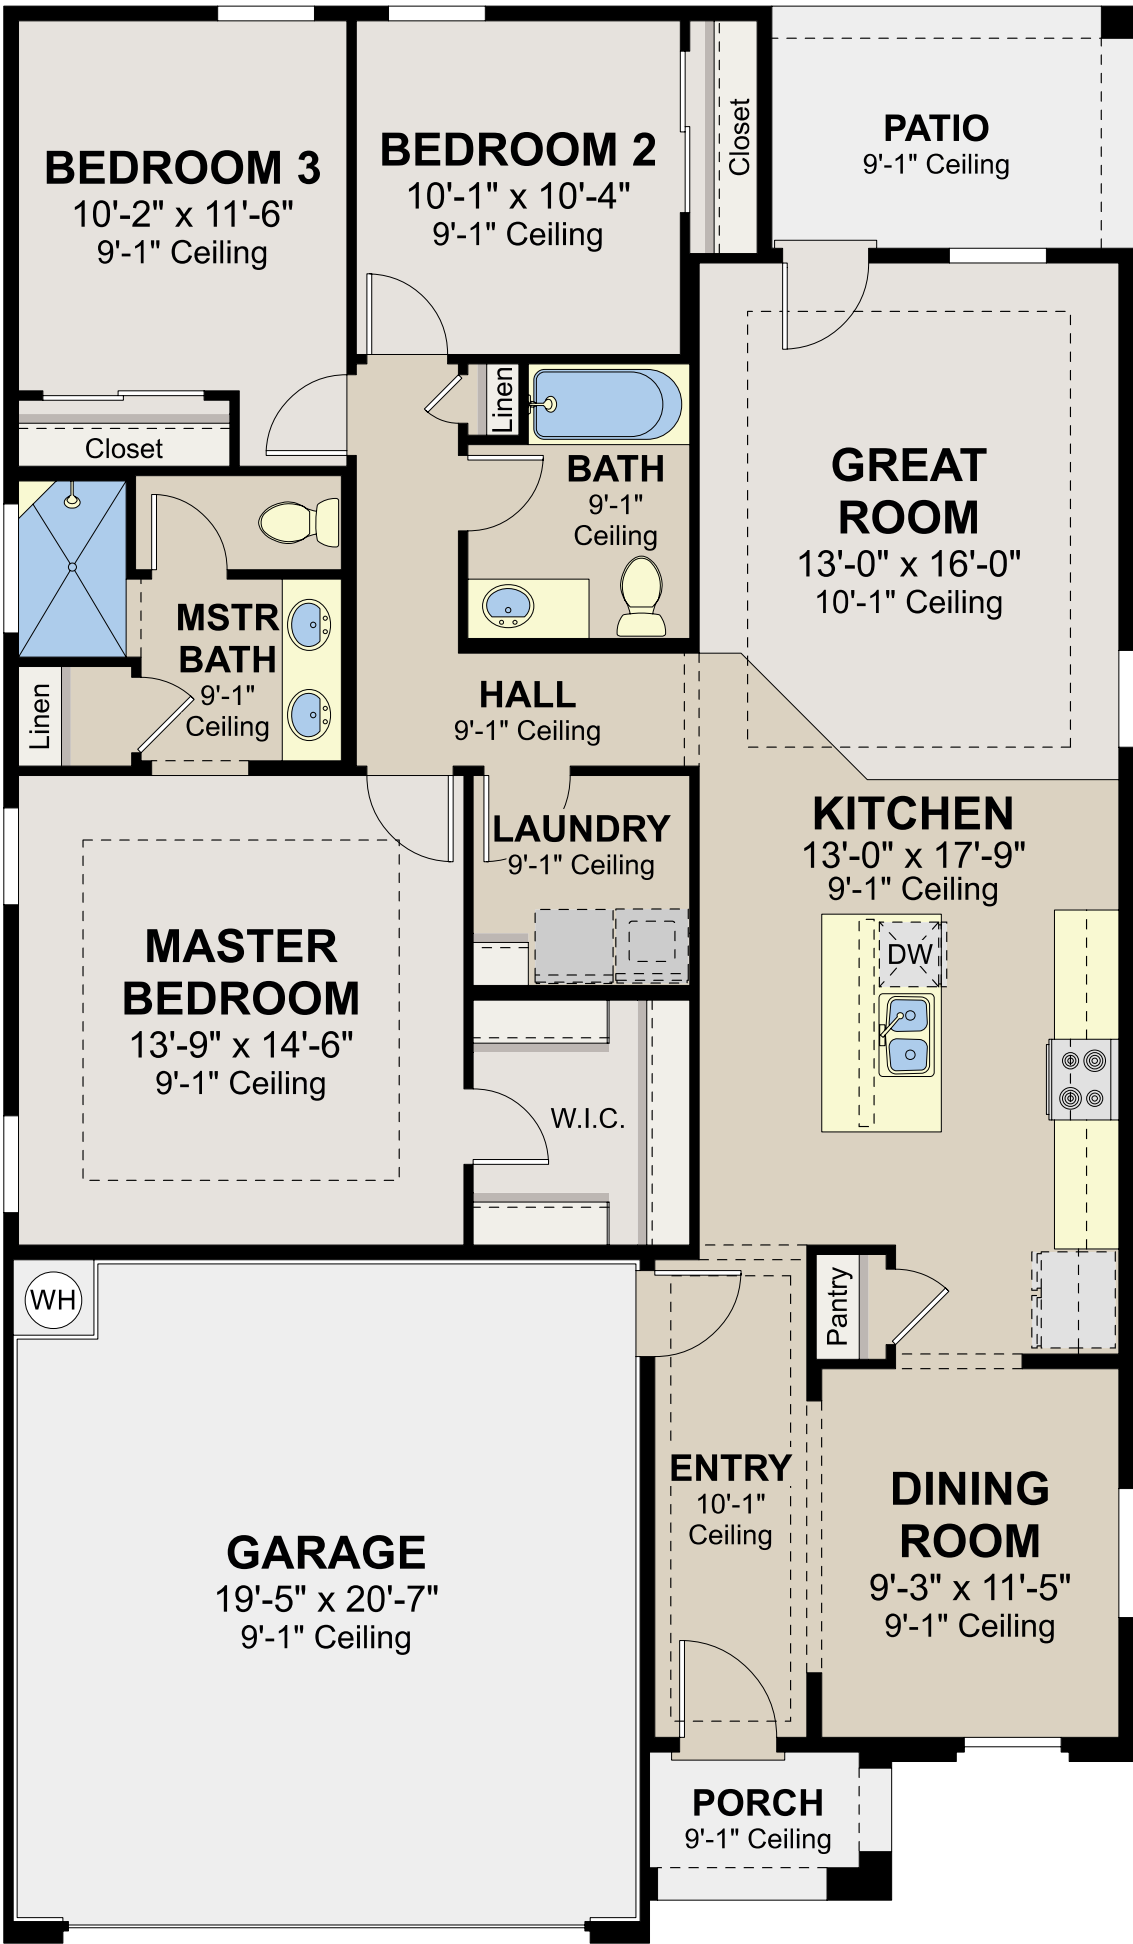 BEDROOM 3
10'-2" x 11'-6"
9'-1" Ceiling
BEDROOM 2
10'-1" x 10'-4"
9'-1" Ceiling
Closet
PATIO
9'-1" Ceiling
Closet
Linen
BATH
9'-1"
Ceiling
GREAT
ROOM
13'-0" x 16'-0"
10'-1" Ceiling
MSTR
BATH
9'-1"
Ceiling
Linen
HALL
9'-1" Ceiling
LAUNDRY
9'-1" Ceiling
KITCHEN
13'-0" x 17'-9"
9'-1" Ceiling
DW
MASTER
BEDROOM
13'-9" x 14'-6"
9'-1" Ceiling
W.I.C.
WH
Pantry
ENTRY
10'-1"
Ceiling
DINING
ROOM
9'-3" x 11'-5"
9'-1" Ceiling
GARAGE
19'-5" x 20'-7"
9'-1" Ceiling
PORCH
9'-1" Ceiling